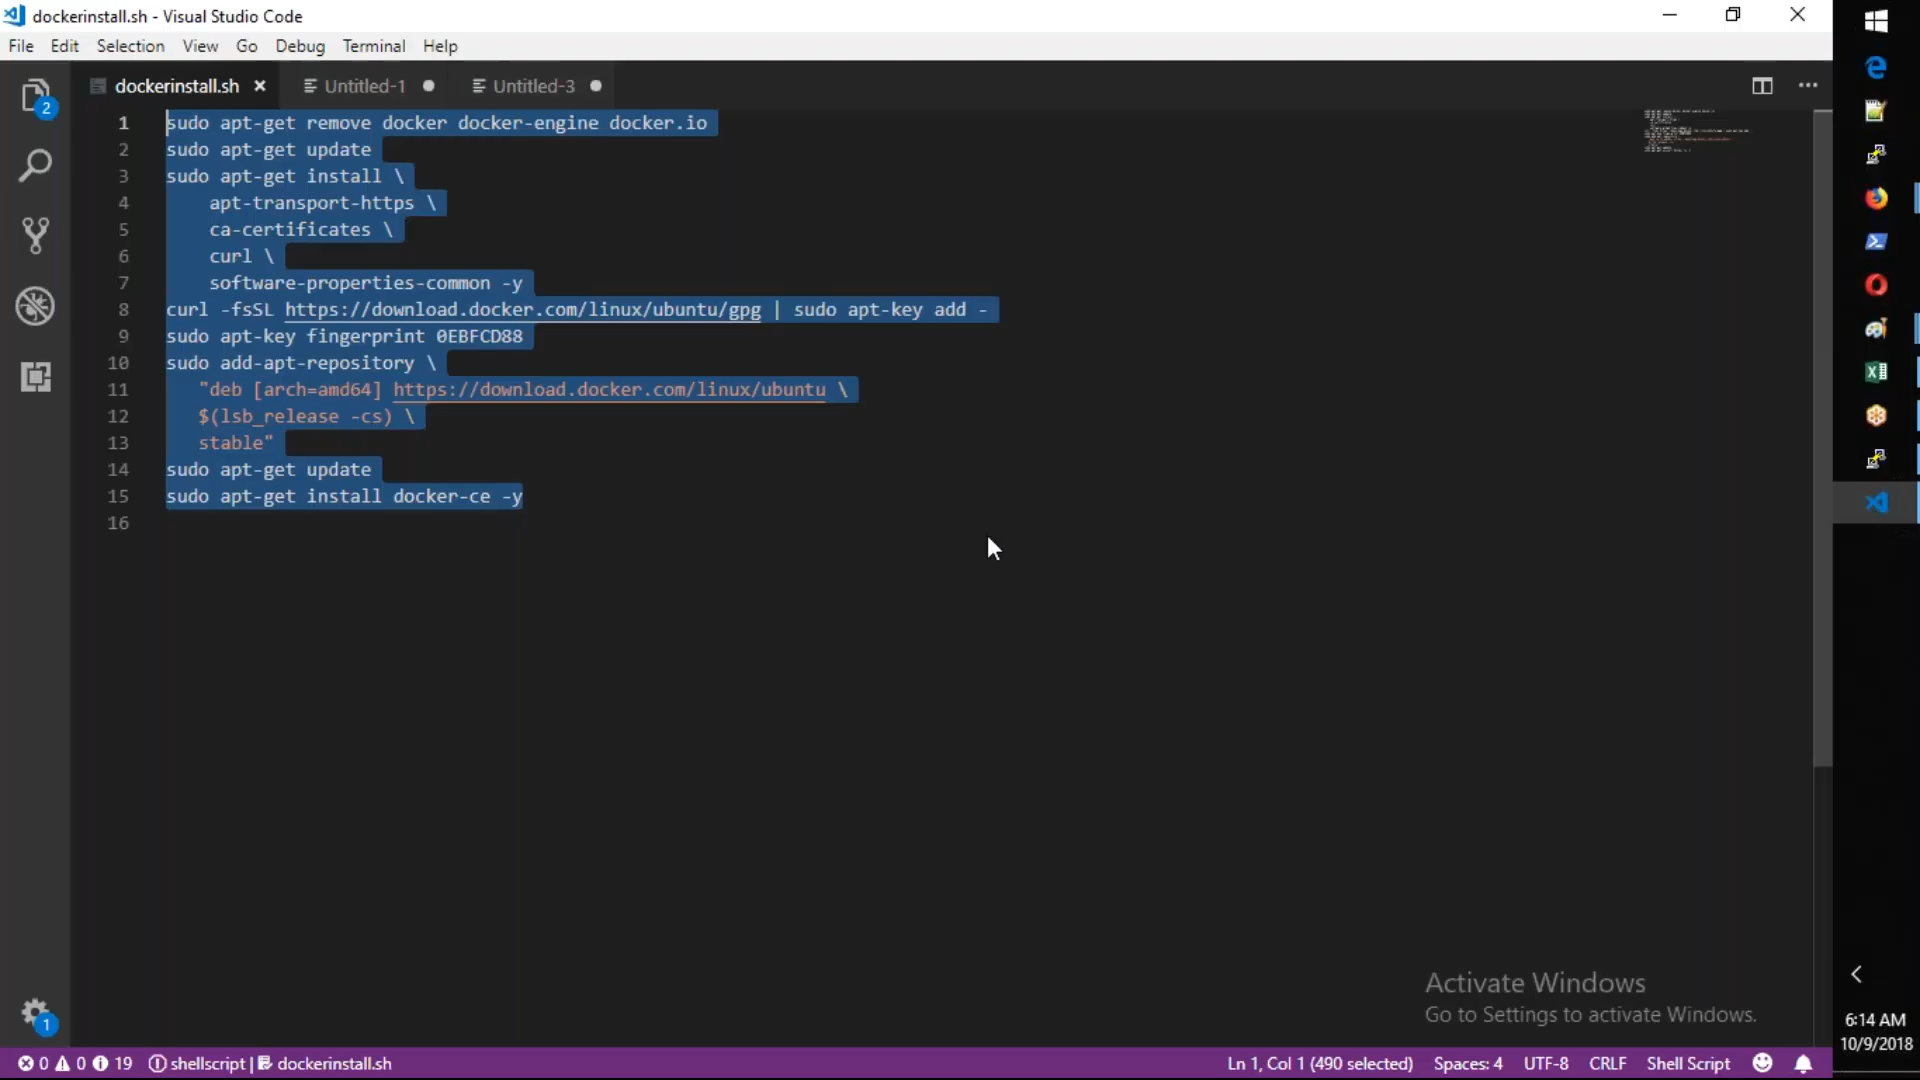 dockerinstall.sh - Visual Studio Code
File Edit Selection View Go Debug Terminal Help
dockerinstall.sh Untitled-1 Untitled-3
1 sudo apt-get remove docker docker-engine docker.io
2 sudo apt-get update
3 sudo apt-get install \
4 apt-transport-https \
5 ca-certificates \
6 curl \
7 software-properties-common -y
8 curl -fsSL https://download.docker.com/linux/ubuntu/gpg | sudo apt-key add -
9 sudo apt-key fingerprint 0EBFCD88
10 sudo add-apt-repository \
11 "deb [arch=amd64] https://download.docker.com/linux/ubuntu \
12 $(lsb_release -cs) \
13 stable"
14 sudo apt-get update
15 sudo apt-get install docker-ce -y
16
2
1
Activate Windows
Go to Settings to activate Windows.
6:14 AM
10/9/2018
0 0 19 shellscript | dockerinstall.sh Ln 1, Col 1 (490 selected) Spaces: 4 UTF-8 CRLF Shell Script